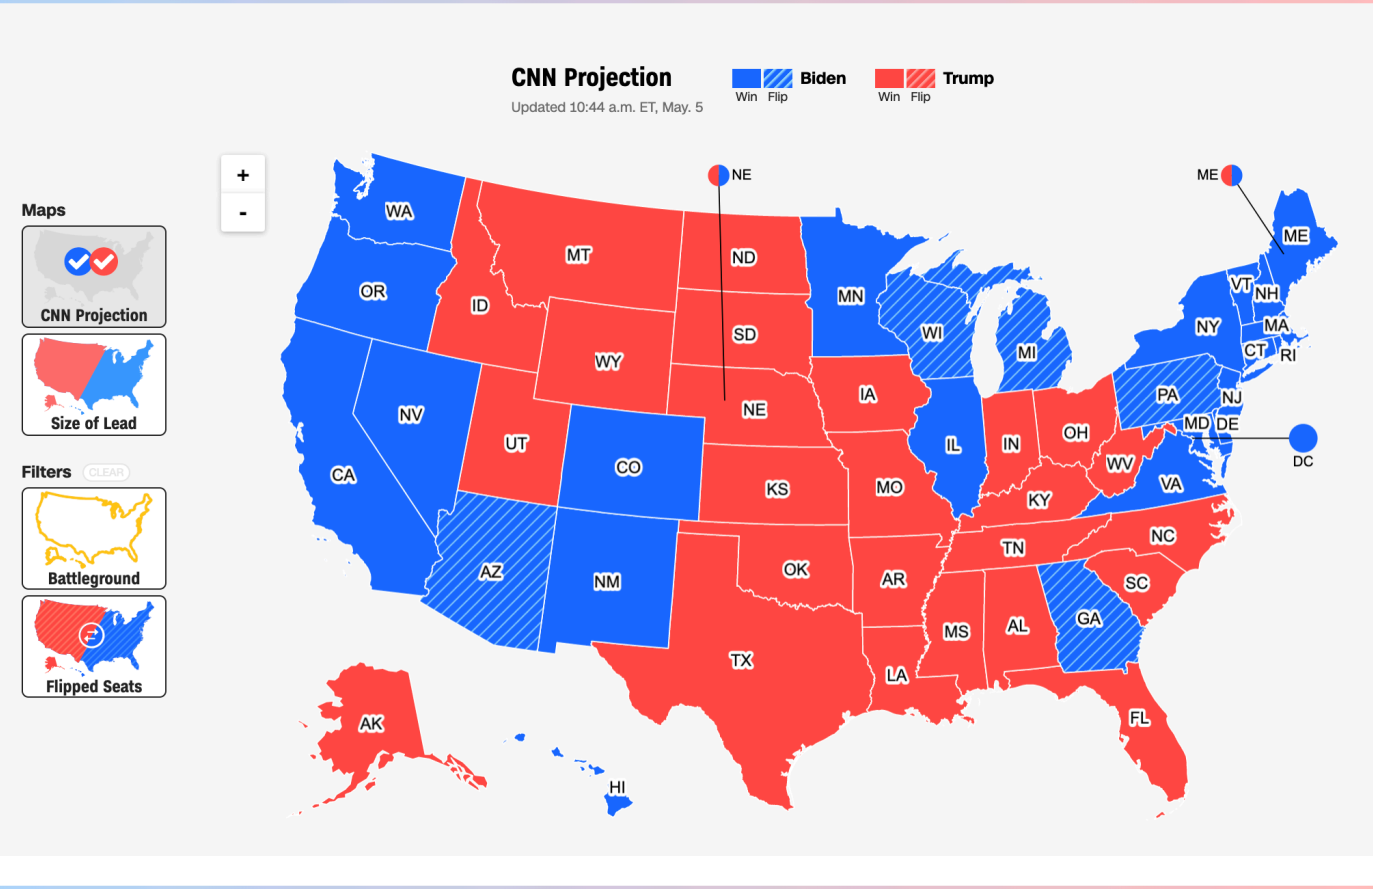 CNN Projection
Updated 10:44 a.m. ET, May. 5
Win Flip
Biden
Win Flip
Trump
+
-
Maps
CNN Projection
Size of Lead
Filters CLEAR
Battleground
Flipped Seats
NE
ME
WA
MT
ND
MN
ME
OR
ID
SD
WI
MI
VT
NH
NY
MA
CT
RI
WY
IA
PA
NJ
NV
NE
MD
DE
UT
IL
IN
OH
DC
CA
CO
WV
VA
KS
MO
KY
NC
AZ
NM
OK
AR
TN
SC
GA
MS
AL
TX
LA
AK
FL
HI